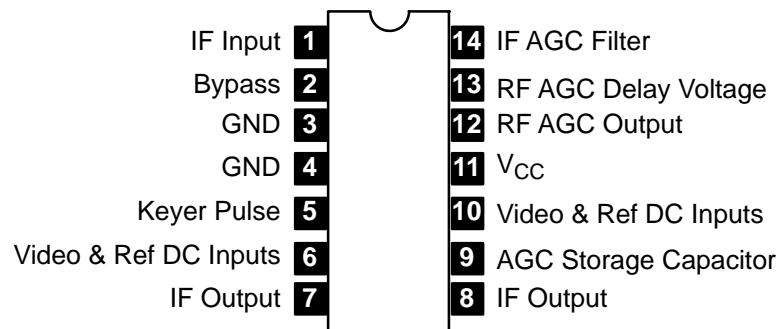 IF Input 1
Bypass 2
GND 3
GND 4
Keyer Pulse 5
Video & Ref DC Inputs 6
IF Output 7
14 IF AGC Filter
13 RF AGC Delay Voltage
12 RF AGC Output
11 VCC
10 Video & Ref DC Inputs
9 AGC Storage Capacitor
8 IF Output